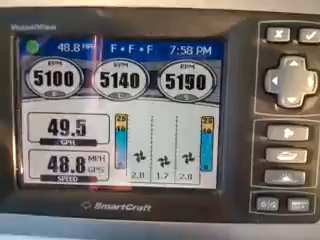 VesselView
48.8 MPH F • F • F 7:58 PM
RPM RPM RPM
5100 5140 5150
49.5
GPH
48.8 MPH GPS
SPEED
2.8 1.7 2.8
SmartCraft